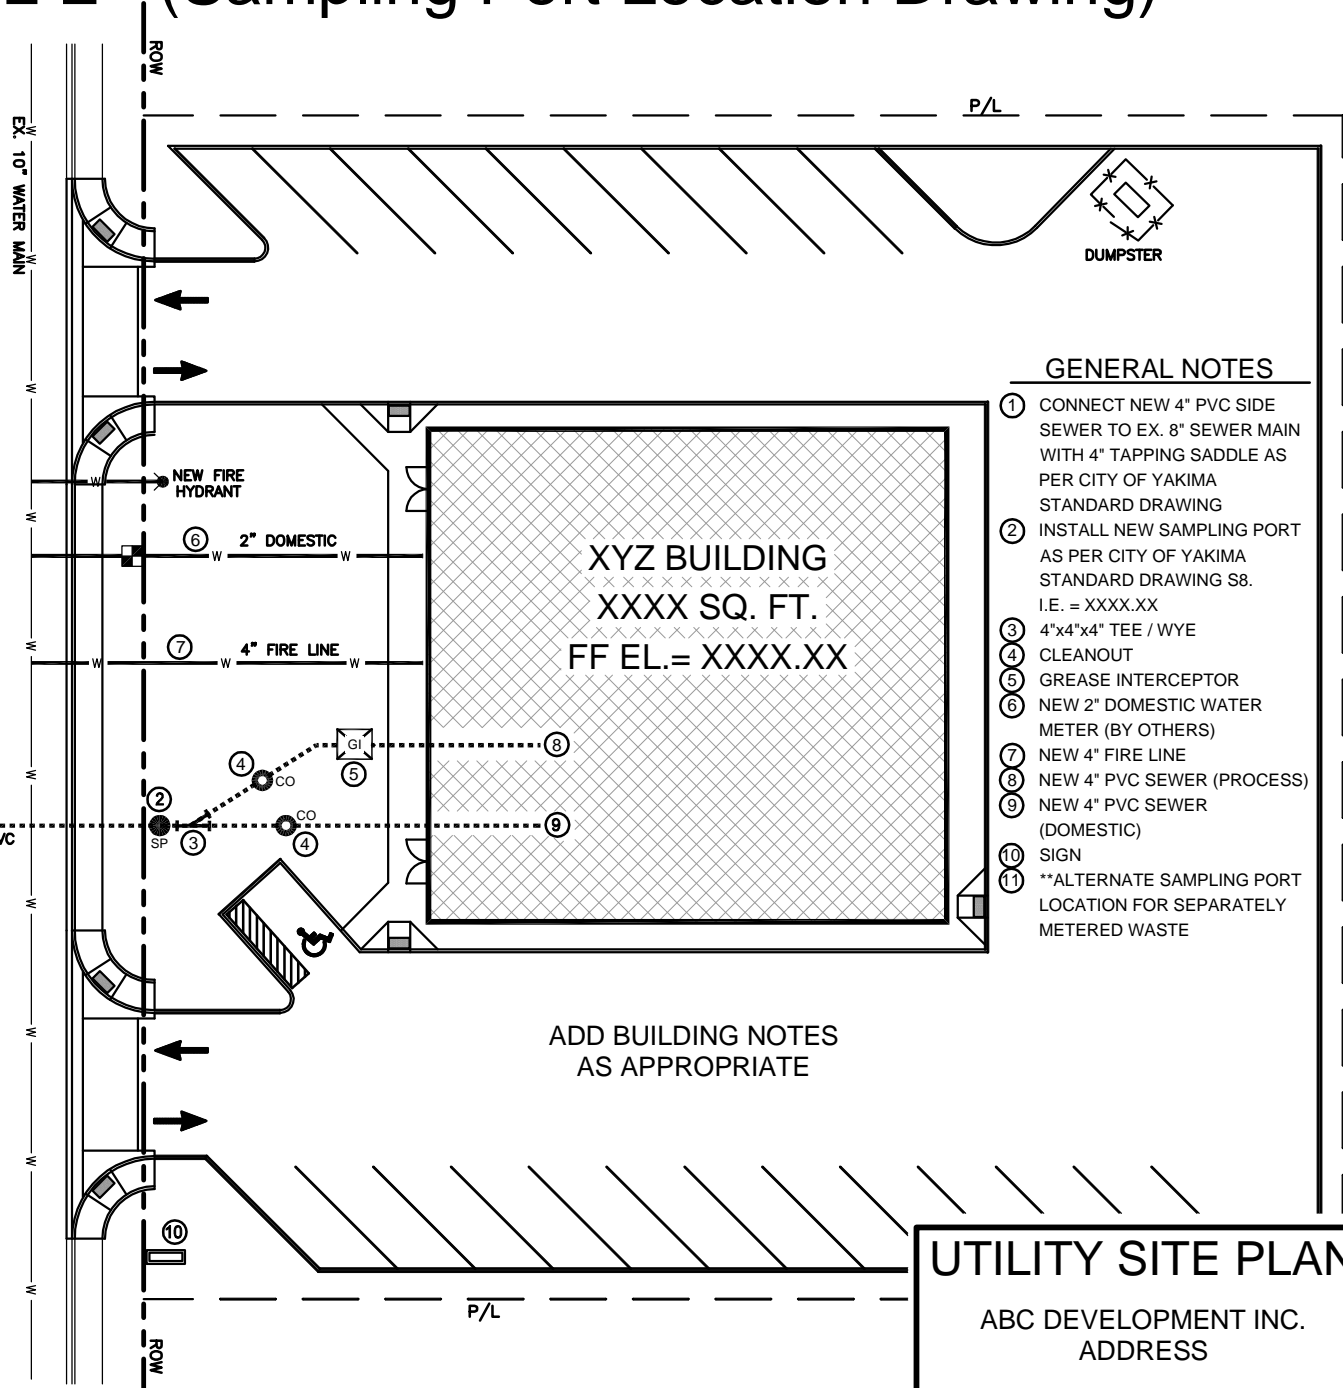 (Sampling Port Location Drawing)
ROW
P/L
EX. 10" WATER MAIN
W
W
DUMPSTER
GENERAL NOTES
1 CONNECT NEW 4" PVC SIDE
SEWER TO EX. 8" SEWER MAIN
WITH 4" TAPPING SADDLE AS
PER CITY OF YAKIMA
STANDARD DRAWING
2 INSTALL NEW SAMPLING PORT
AS PER CITY OF YAKIMA
STANDARD DRAWING S8.
I.E. = XXXX.XX
3 4"x4"x4" TEE / WYE
4 CLEANOUT
5 GREASE INTERCEPTOR
6 NEW 2" DOMESTIC WATER
METER (BY OTHERS)
7 NEW 4" FIRE LINE
8 NEW 4" PVC SEWER (PROCESS)
9 NEW 4" PVC SEWER
(DOMESTIC)
10 SIGN
11 **ALTERNATE SAMPLING PORT
LOCATION FOR SEPARATELY
METERED WASTE
W
W
NEW FIRE
HYDRANT
W
6 2" DOMESTIC
W W
XYZ BUILDING
XXXX SQ. FT.
FF EL.= XXXX.XX
7 4" FIRE LINE
W
W W W
GI
8
4
5
CO
W
2
CO
9
VC
SP
3
4
W
W
ADD BUILDING NOTES
AS APPROPRIATE
W
10
W
P/L
ROW
UTILITY SITE PLAN
ABC DEVELOPMENT INC.
ADDRESS